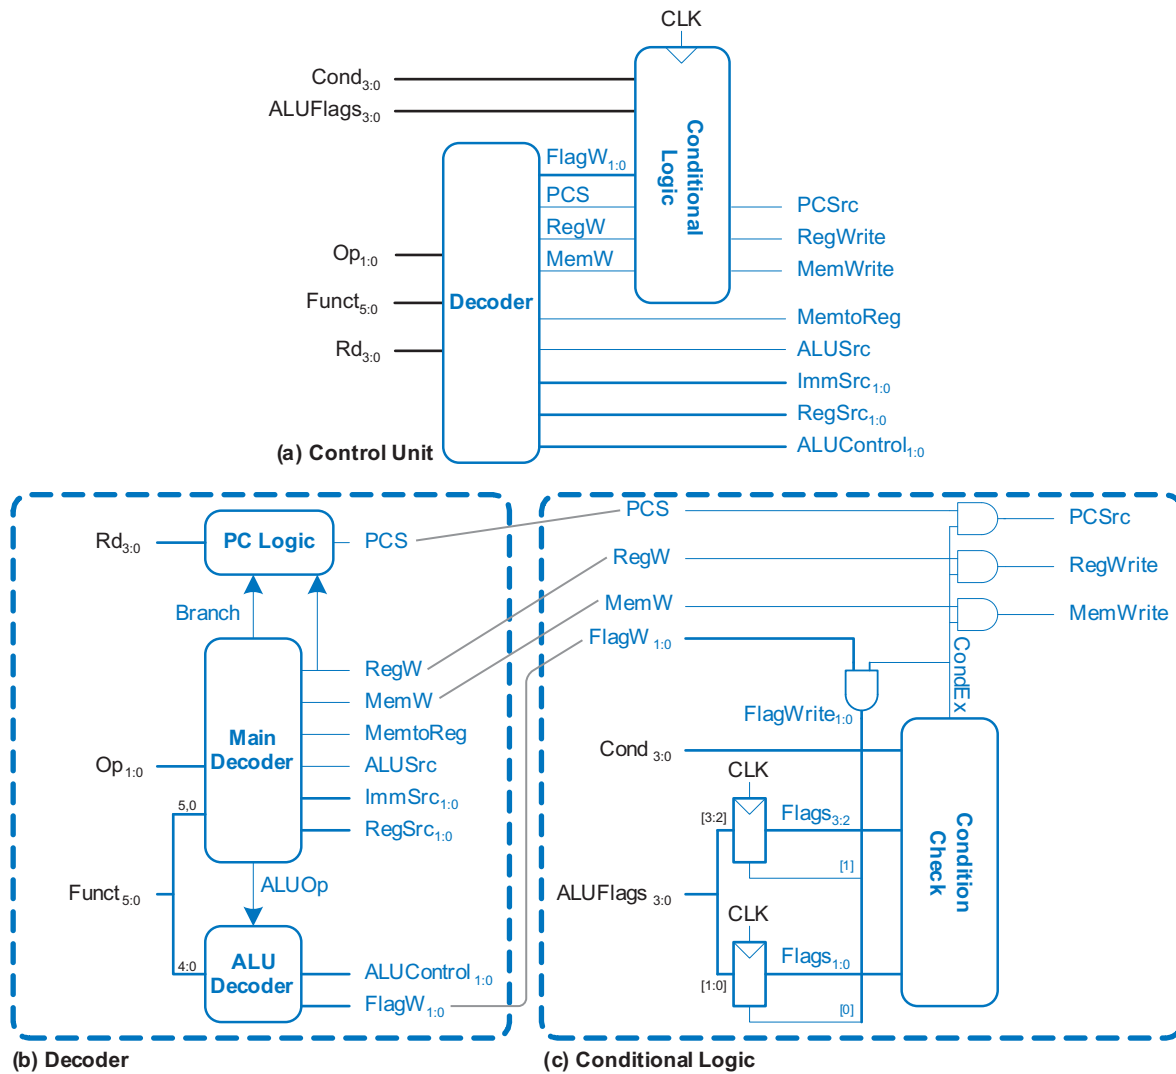 CLK
Cond3:0
ALUFlags3:0
Conditional
Logic
FlagW1:0
PCS
PCSrc
RegW
RegWrite
Op1:0
MemW
MemWrite
Funct5:0
Decoder
MemtoReg
Rd3:0
ALUSrc
ImmSrc1:0
RegSrc1:0
(a) Control Unit
ALUControl1:0
Rd3:0
PC Logic
PCS
Branch
RegW
MemW
Main
Decoder
MemtoReg
Op1:0
ALUSrc
5,0
ImmSrc1:0
RegSrc1:0
Funct5:0
ALUOp
4:0
ALU
Decoder
ALUControl1:0
FlagW1:0
(b) Decoder
PCS
PCSrc
RegW
RegWrite
MemW
MemWrite
FlagW 1:0
CondEx
FlagWrite1:0
Cond 3:0
CLK
[3:2]
Flags3:2
Condition
Check
[1]
ALUFlags 3:0
CLK
Flags1:0
[1:0]
[0]
(c) Conditional Logic